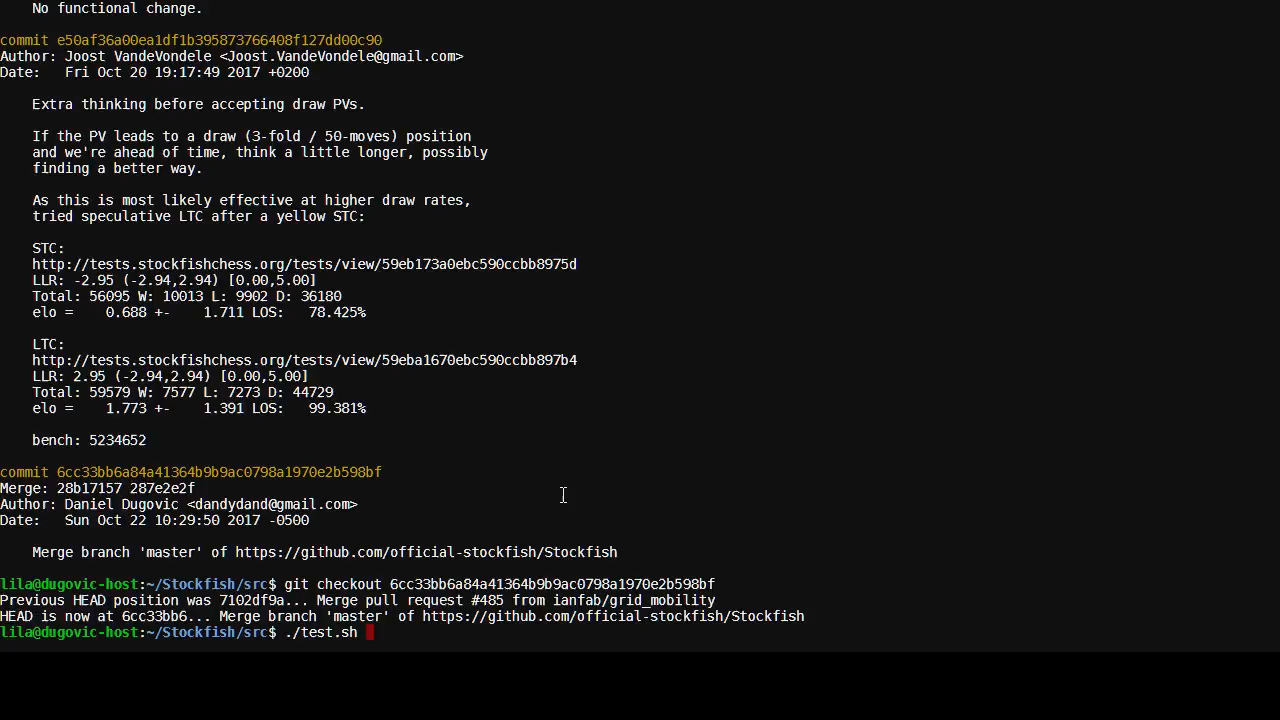 No functional change.
commit e50af36a00ea1df1b395873766408f127dd00c90
Author: Joost VandeVondele <Joost.VandeVondele@gmail.com>
Date:   Fri Oct 20 19:17:49 2017 +0200
Extra thinking before accepting draw PVs.
If the PV leads to a draw (3-fold / 50-moves) position
and we're ahead of time, think a little longer, possibly
finding a better way.
As this is most likely effective at higher draw rates,
tried speculative LTC after a yellow STC:
STC:
http://tests.stockfishchess.org/tests/view/59eb173a0ebc590ccbb8975d
LLR: -2.95 (-2.94,2.94) [0.00,5.00]
Total: 56095 W: 10013 L: 9902 D: 36180
elo =    0.688 +-    1.711 LOS:   78.425%
LTC:
http://tests.stockfishchess.org/tests/view/59eba1670ebc590ccbb897b4
LLR: 2.95 (-2.94,2.94) [0.00,5.00]
Total: 59579 W: 7577 L: 7273 D: 44729
elo =    1.773 +-    1.391 LOS:   99.381%
bench: 5234652
commit 6cc33bb6a84a41364b9b9ac0798a1970e2b598bf
Merge: 28b17157 287e2e2f
Author: Daniel Dugovic <dandydand@gmail.com>
Date:   Sun Oct 22 10:29:50 2017 -0500
Merge branch 'master' of https://github.com/official-stockfish/Stockfish
lila@dugovic-host:~/Stockfish/src$ git checkout 6cc33bb6a84a41364b9b9ac0798a1970e2b598bf
Previous HEAD position was 7102df9a... Merge pull request #485 from ianfab/grid_mobility
HEAD is now at 6cc33bb6... Merge branch 'master' of https://github.com/official-stockfish/Stockfish
lila@dugovic-host:~/Stockfish/src$ ./test.sh